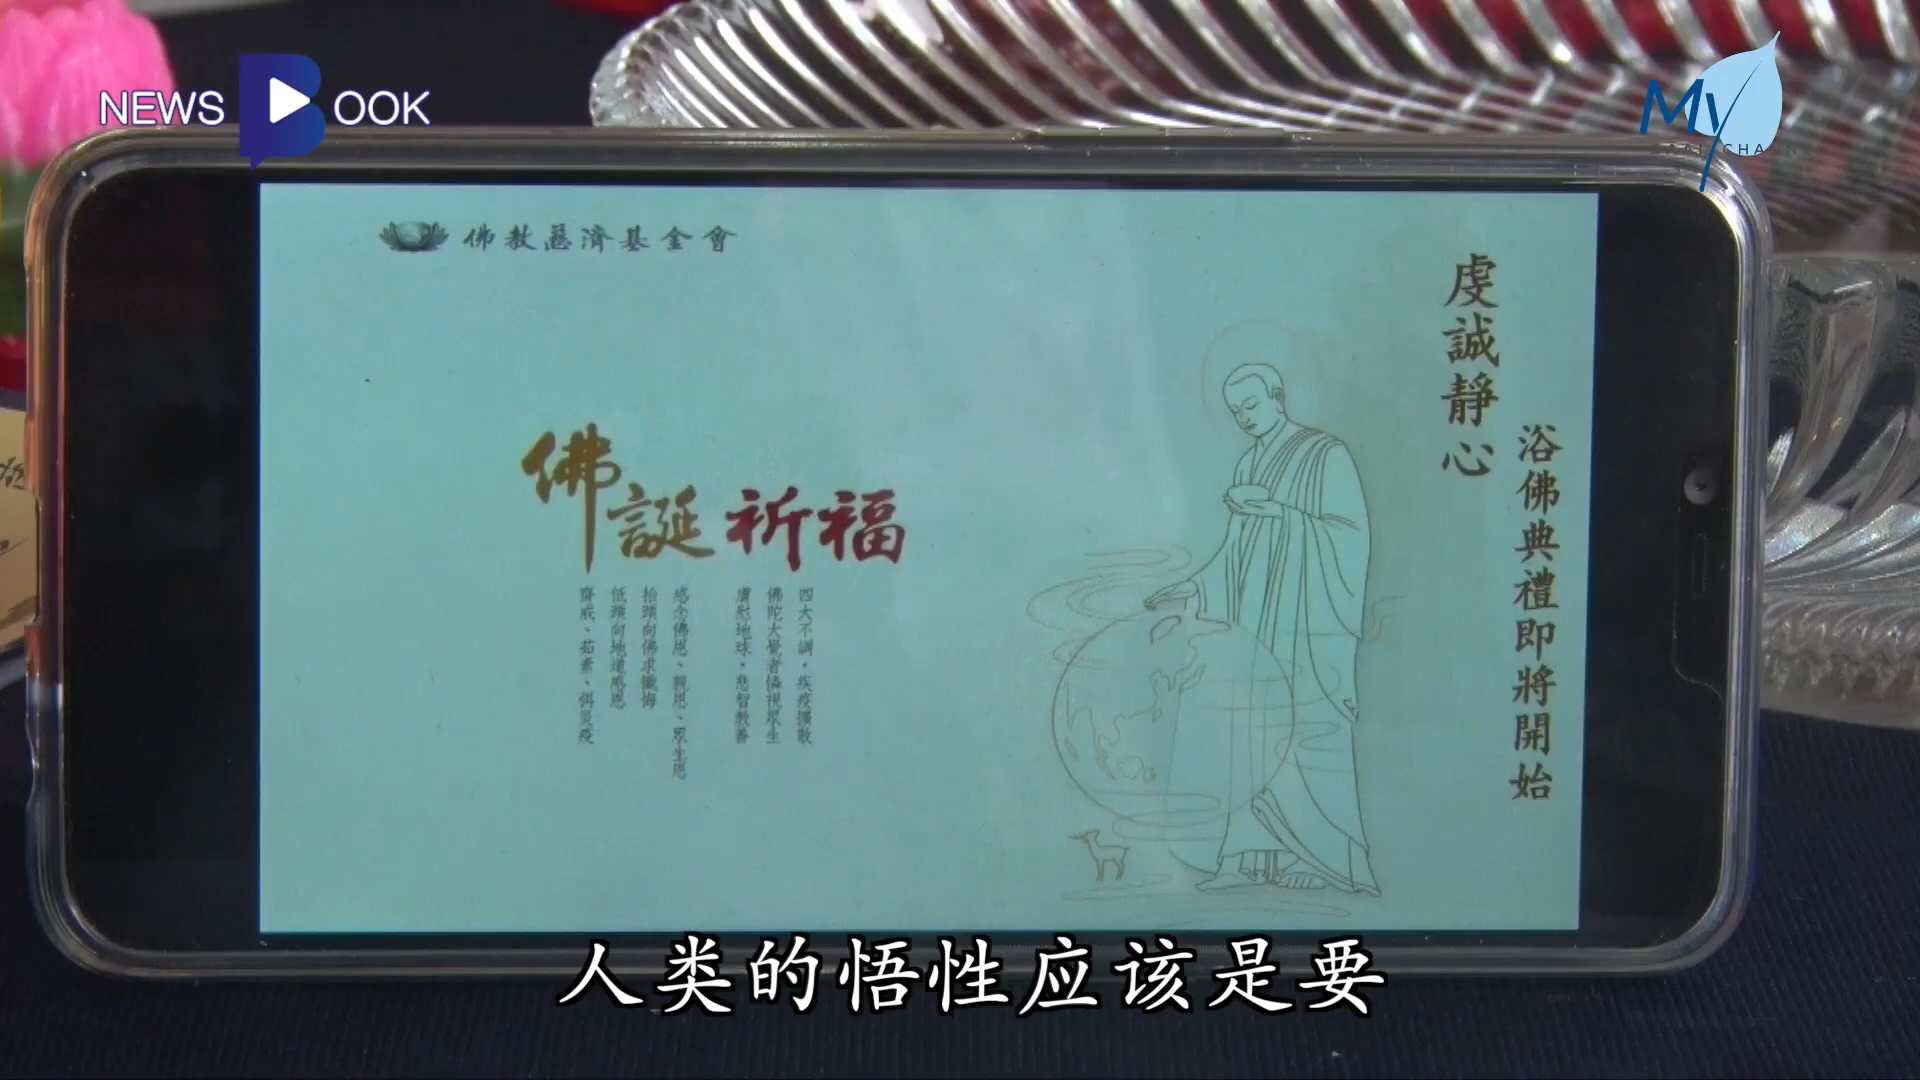 NEWS BOOK
My
佛教慈濟基金會
虔誠靜心
浴佛典禮即將開始
佛誕祈福
四大不調，疾疫擴散
佛陀大覺者憐視眾生
膚慰地球，悲智教善
感念佛恩、親恩、眾生恩
抬頭向佛求懺悔
低頭向地道感恩
齋戒、茹素、弭災疫
人类的悟性应该是要